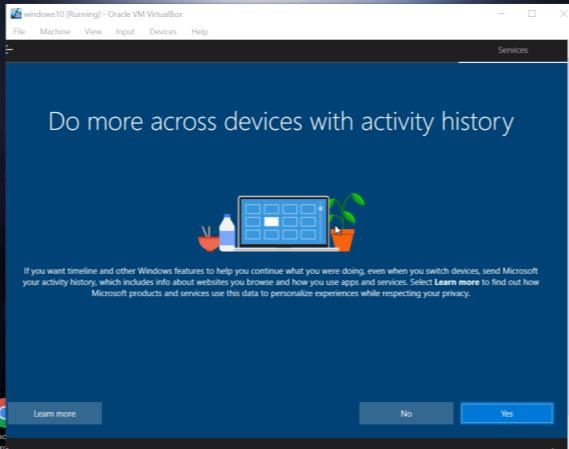 windows10 [Running] - Oracle VM VirtualBox
File Machine View Input Devices Help
Services
Do more across devices with activity history
If you want timeline and other Windows features to help you continue what you were doing, even when you switch devices, send Microsoft
your activity history, which includes info about websites you browse and how you use apps and services. Select Learn more to find out how
Microsoft products and services use this data to personalize experiences while respecting your privacy.
Learn more
No
Yes